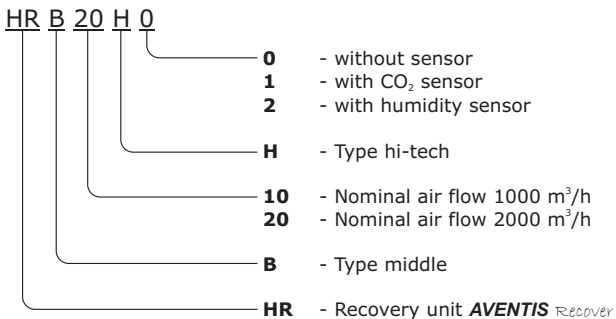 HR B 20 H 0
0 - without sensor
1 - with CO₂ sensor
2 - with humidity sensor
H - Type hi-tech
10 - Nominal air flow 1000 m³/h
20 - Nominal air flow 2000 m³/h
B - Type middle
HR - Recovery unit AVENTIS Recover